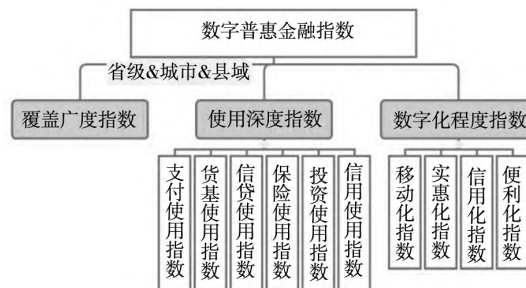 数字普惠金融指数
省级&城市&县域
覆盖广度指数
使用深度指数
数字化程度指数
支付使用指数
货基使用指数
信贷使用指数
保险使用指数
投资使用指数
信用使用指数
移动化指数
实惠化指数
信用化指数
便利化指数